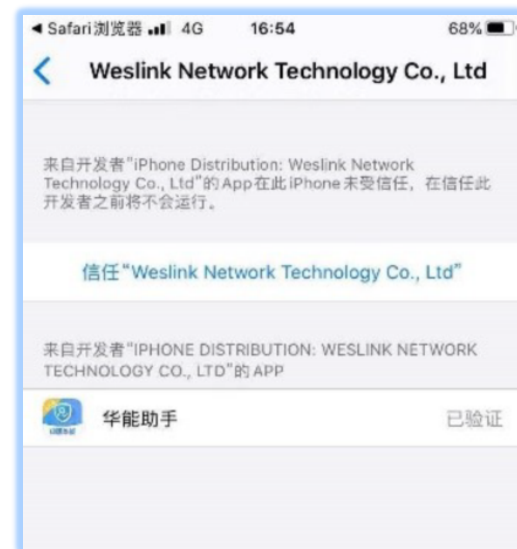 ◀ Safari浏览器 4G 16:54 68%
Weslink Network Technology Co., Ltd
来自开发者“iPhone Distribution: Weslink Network
Technology Co., Ltd”的App在此iPhone未受信任，在信任此
开发者之前将不会运行。
信任“Weslink Network Technology Co., Ltd”
来自开发者“IPHONE DISTRIBUTION: WESLINK NETWORK
TECHNOLOGY CO., LTD”的 APP
华能助手 已验证